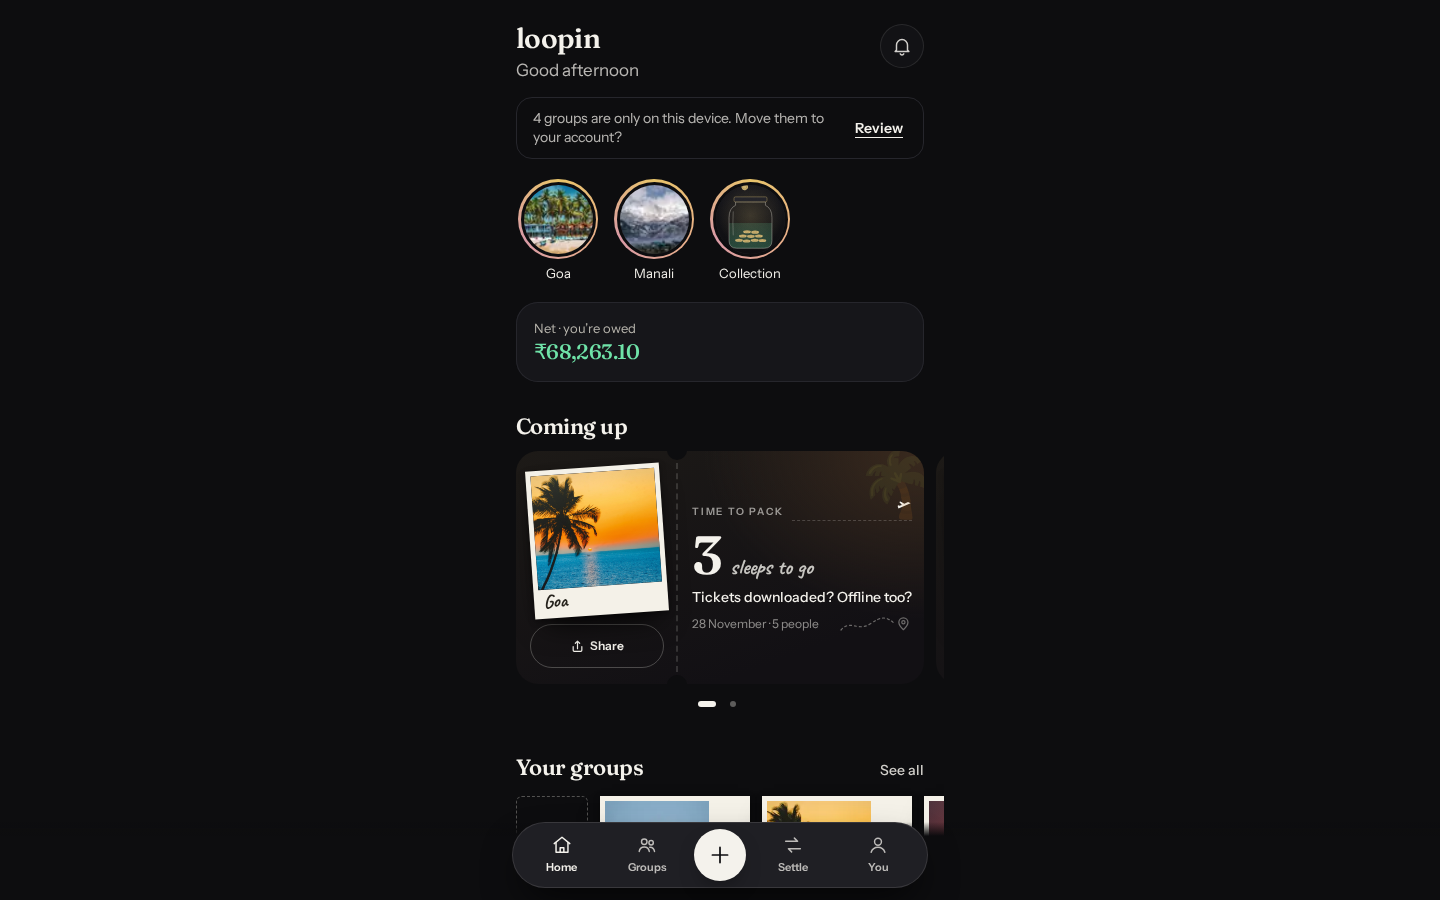 loopin
Good afternoon
4 groups are only on this device. Move them to
your account?
Review
Goa
Manali
Collection
Net · you're owed
₹68,263.10
Coming up
Goa
Share
TIME TO PACK
3 sleeps to go
Tickets downloaded? Offline too?
28 November · 5 people
Your groups
See all
Home
Groups
Settle
You